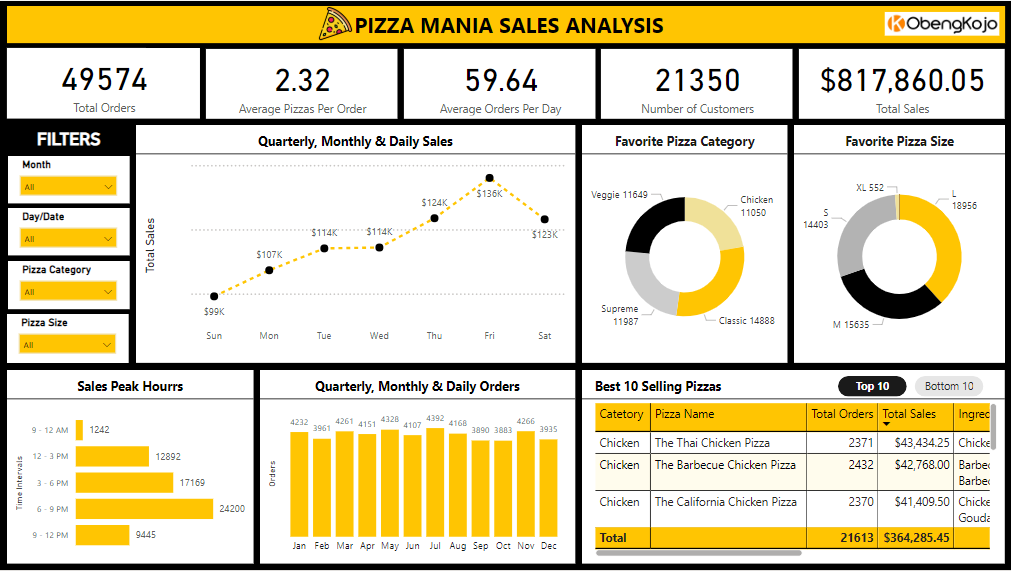 PIZZA MANIA SALES ANALYSIS
ObengKojo
49574
Total Orders
2.32
Average Pizzas Per Order
59.64
Average Orders Per Day
21350
Number of Customers
$817,860.05
Total Sales
FILTERS
Month
All
Day/Date
All
Pizza Category
All
Pizza Size
All
Quarterly, Monthly & Daily Sales
Total Sales
$99K
$107K
$114K
$114K
$124K
$136K
$123K
Sun Mon Tue Wed Thu Fri Sat
Favorite Pizza Category
Veggie 11649
Chicken
11050
Supreme
11987
Classic 14888
Favorite Pizza Size
XL 552
L
18956
S
14403
M 15635
Sales Peak Hourrs
Time Intervals
9 - 12 AM 1242
12 - 3 PM 12892
3 - 6 PM 17169
6 - 9 PM 24200
9 - 12 PM 9445
Quarterly, Monthly & Daily Orders
Orders
4232 3961 4261 4151 4328 4107 4392 4168 3890 3883 4266 3935
Jan Feb Mar Apr May Jun Jul Aug Sep Oct Nov Dec
Best 10 Selling Pizzas
Top 10
Bottom 10
Catetory Pizza Name Total Orders Total Sales Ingred
Chicken The Thai Chicken Pizza 2371 $43,434.25 Chicke
Chicken The Barbecue Chicken Pizza 2432 $42,768.00 Barbec
Barbec
Chicken The California Chicken Pizza 2370 $41,409.50 Chicke
Gouda
Total 21613 $364,285.45